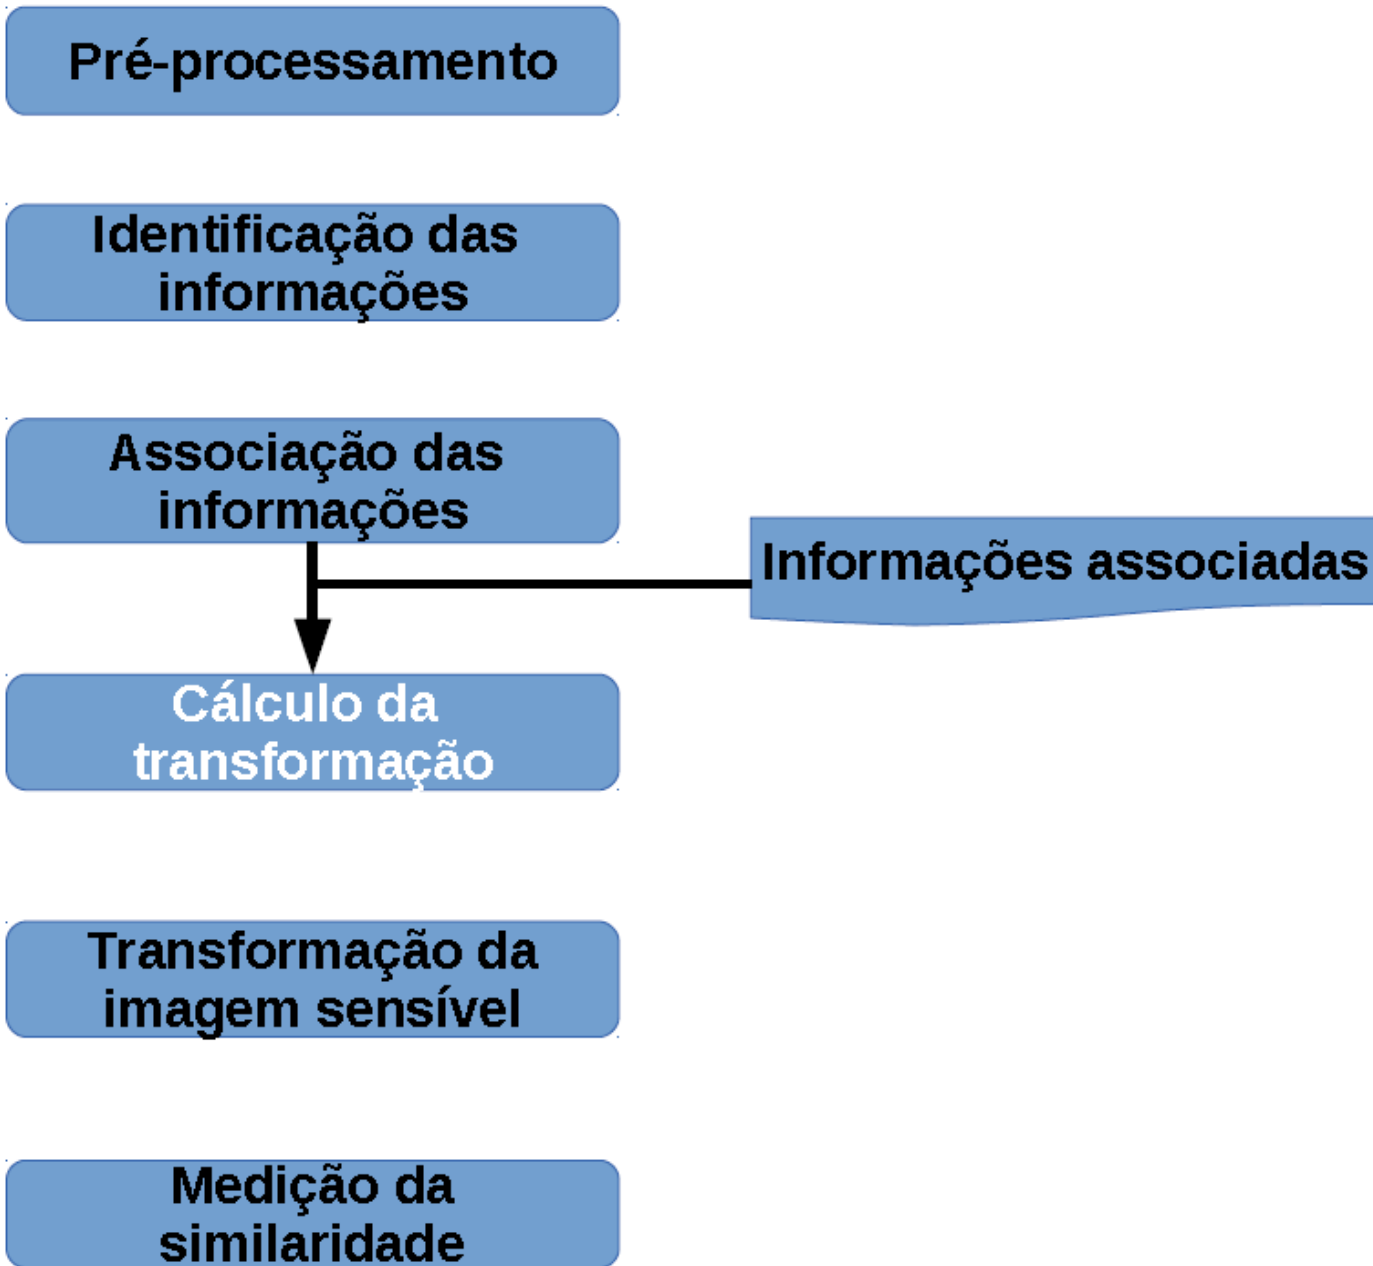 Pré-processamento
Identificação das
informações
Associação das
informações
Informações associadas
Cálculo da
transformação
Transformação da
imagem sensível
Medição da
similaridade